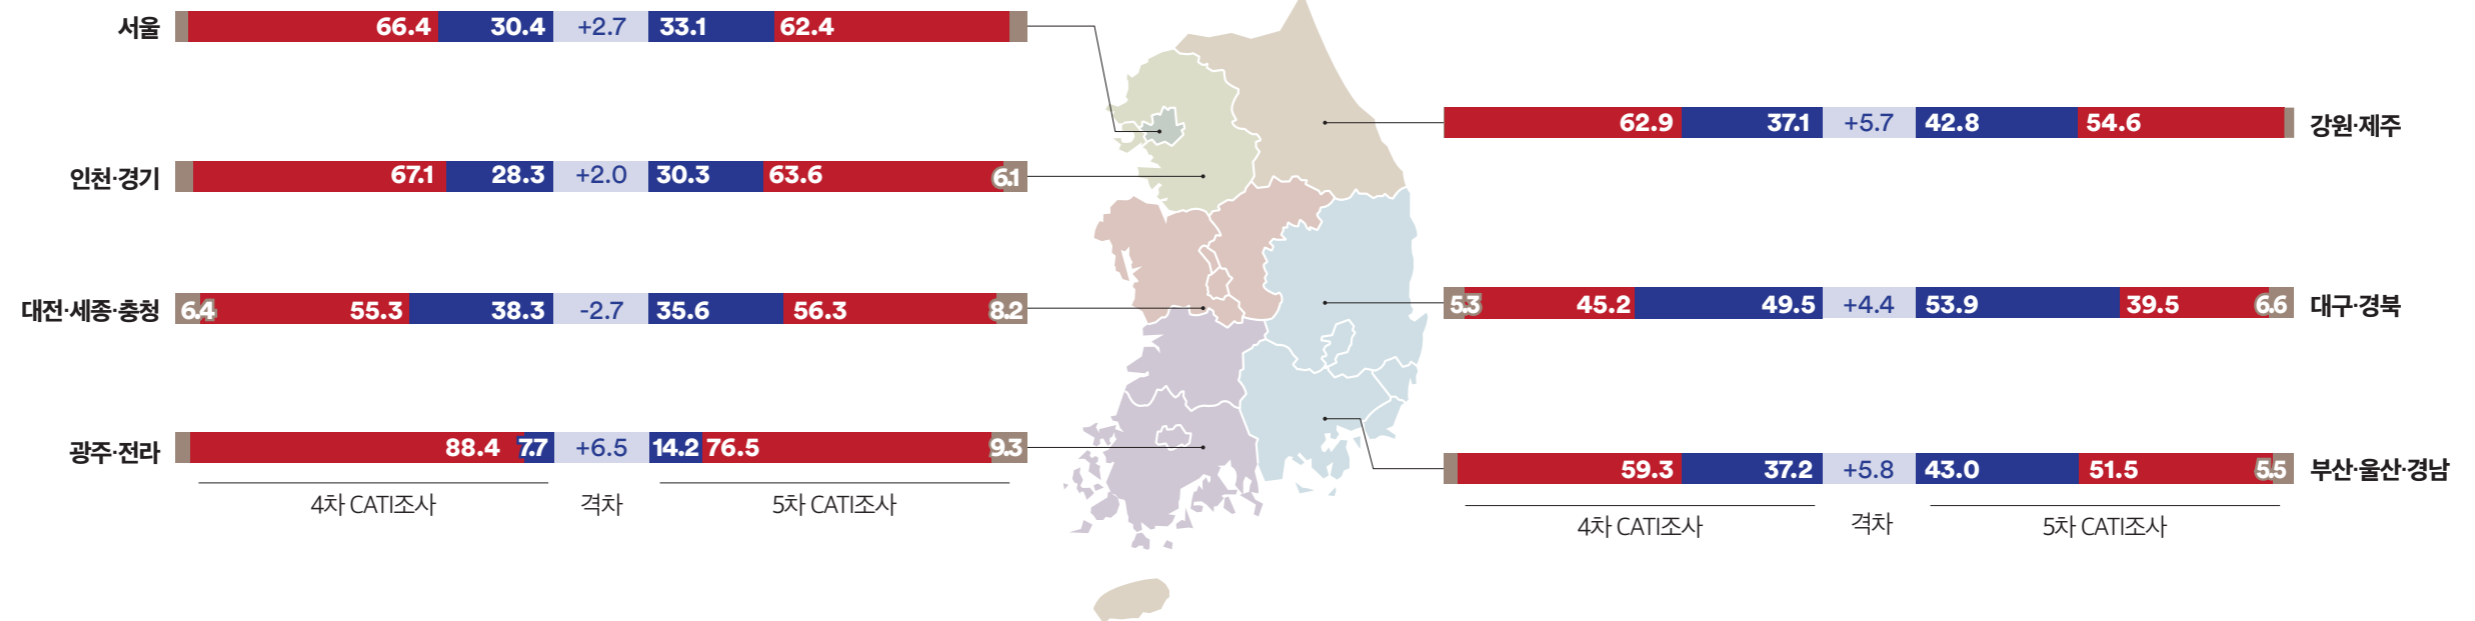 서울 66.4 30.4 +2.7 33.1 62.4
인천·경기 67.1 28.3 +2.0 30.3 63.6 6.1
대전·세종·충청 6.4 55.3 38.3 -2.7 35.6 56.3 8.2
광주·전라 88.4 7.7 +6.5 14.2 76.5 9.3
4차 CATI조사 격차 5차 CATI조사
62.9 37.1 +5.7 42.8 54.6 강원·제주
5.3 45.2 49.5 +4.4 53.9 39.5 6.6 대구·경북
59.3 37.2 +5.8 43.0 51.5 5.5 부산·울산·경남
4차 CATI조사 격차 5차 CATI조사